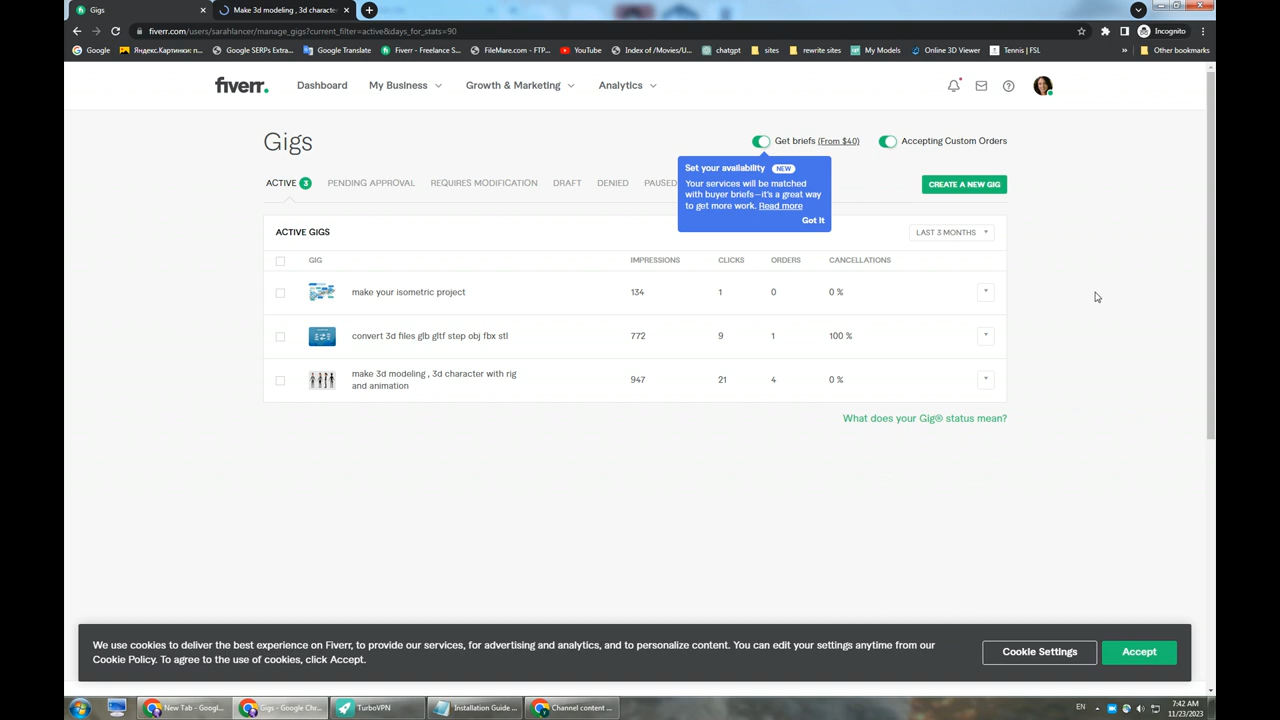 Gigs
Make 3d modeling , 3d character
fiverr.com/users/sarahlancer/manage_gigs?current_filter=active&days_for_stats=90
Incognito
Google
Яндекс.Картинки: п...
Google SERPs Extra...
Google Translate
Fiverr - Freelance S...
FileMare.com - FTP...
YouTube
Index of /Movies/U...
chatgpt
sites
rewrite sites
My Models
Online 3D Viewer
Tennis | FSL
»
Other bookmarks
fiverr.
Dashboard
My Business
Growth & Marketing
Analytics
Gigs
Get briefs (From $40)
Accepting Custom Orders
Set your availability NEW
Your services will be matched
with buyer briefs—it's a great way
to get more work. Read more
Got It
ACTIVE 3
PENDING APPROVAL
REQUIRES MODIFICATION
DRAFT
DENIED
PAUSED
CREATE A NEW GIG
ACTIVE GIGS
LAST 3 MONTHS
GIG IMPRESSIONS CLICKS ORDERS CANCELLATIONS
make your isometric project 134 1 0 0 %
convert 3d files glb gltf step obj fbx stl 772 9 1 100 %
make 3d modeling , 3d character with rig
and animation
947 21 4 0 %
What does your Gig® status mean?
We use cookies to deliver the best experience on Fiverr, to provide our services, for advertising and analytics, and to personalize content. You can edit your settings anytime from our
Cookie Policy. To agree to the use of cookies, click Accept.
Cookie Settings
Accept
New Tab - Googl...
Gigs - Google Chr...
TurboVPN
Installation Guide ...
Channel content ...
EN
7:42 AM
11/23/2023